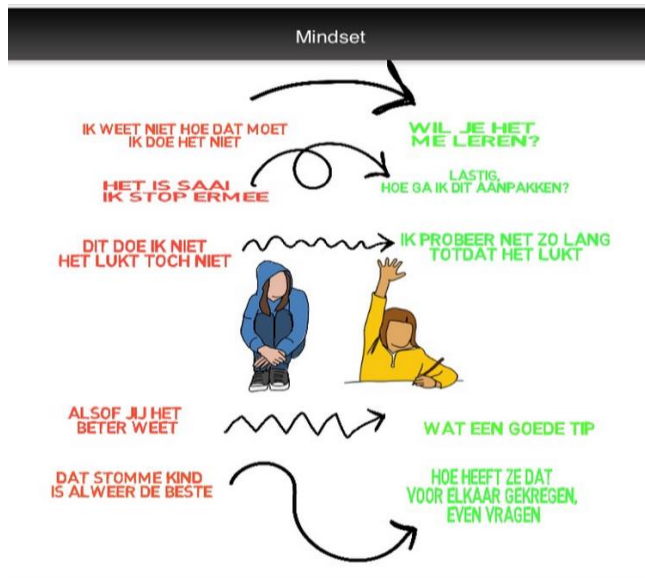 Mindset
IK WEET NIET HOE DAT MOET
IK DOE HET NIET
WIL JE HET
ME LEREN?
HET IS SAAI
IK STOP ERMEE
LASTIG,
HOE GA IK DIT AANPAKKEN?
DIT DOE IK NIET
HET LUKT TOCH NIET
IK PROBEER NET ZO LANG
TOTDAT HET LUKT
ALSOF JIJ HET
BETER WEET
WAT EEN GOEDE TIP
DAT STOMME KIND
IS ALWEER DE BESTE
HOE HEEFT ZE DAT
VOOR ELKAAR GEKREGEN,
EVEN VRAGEN